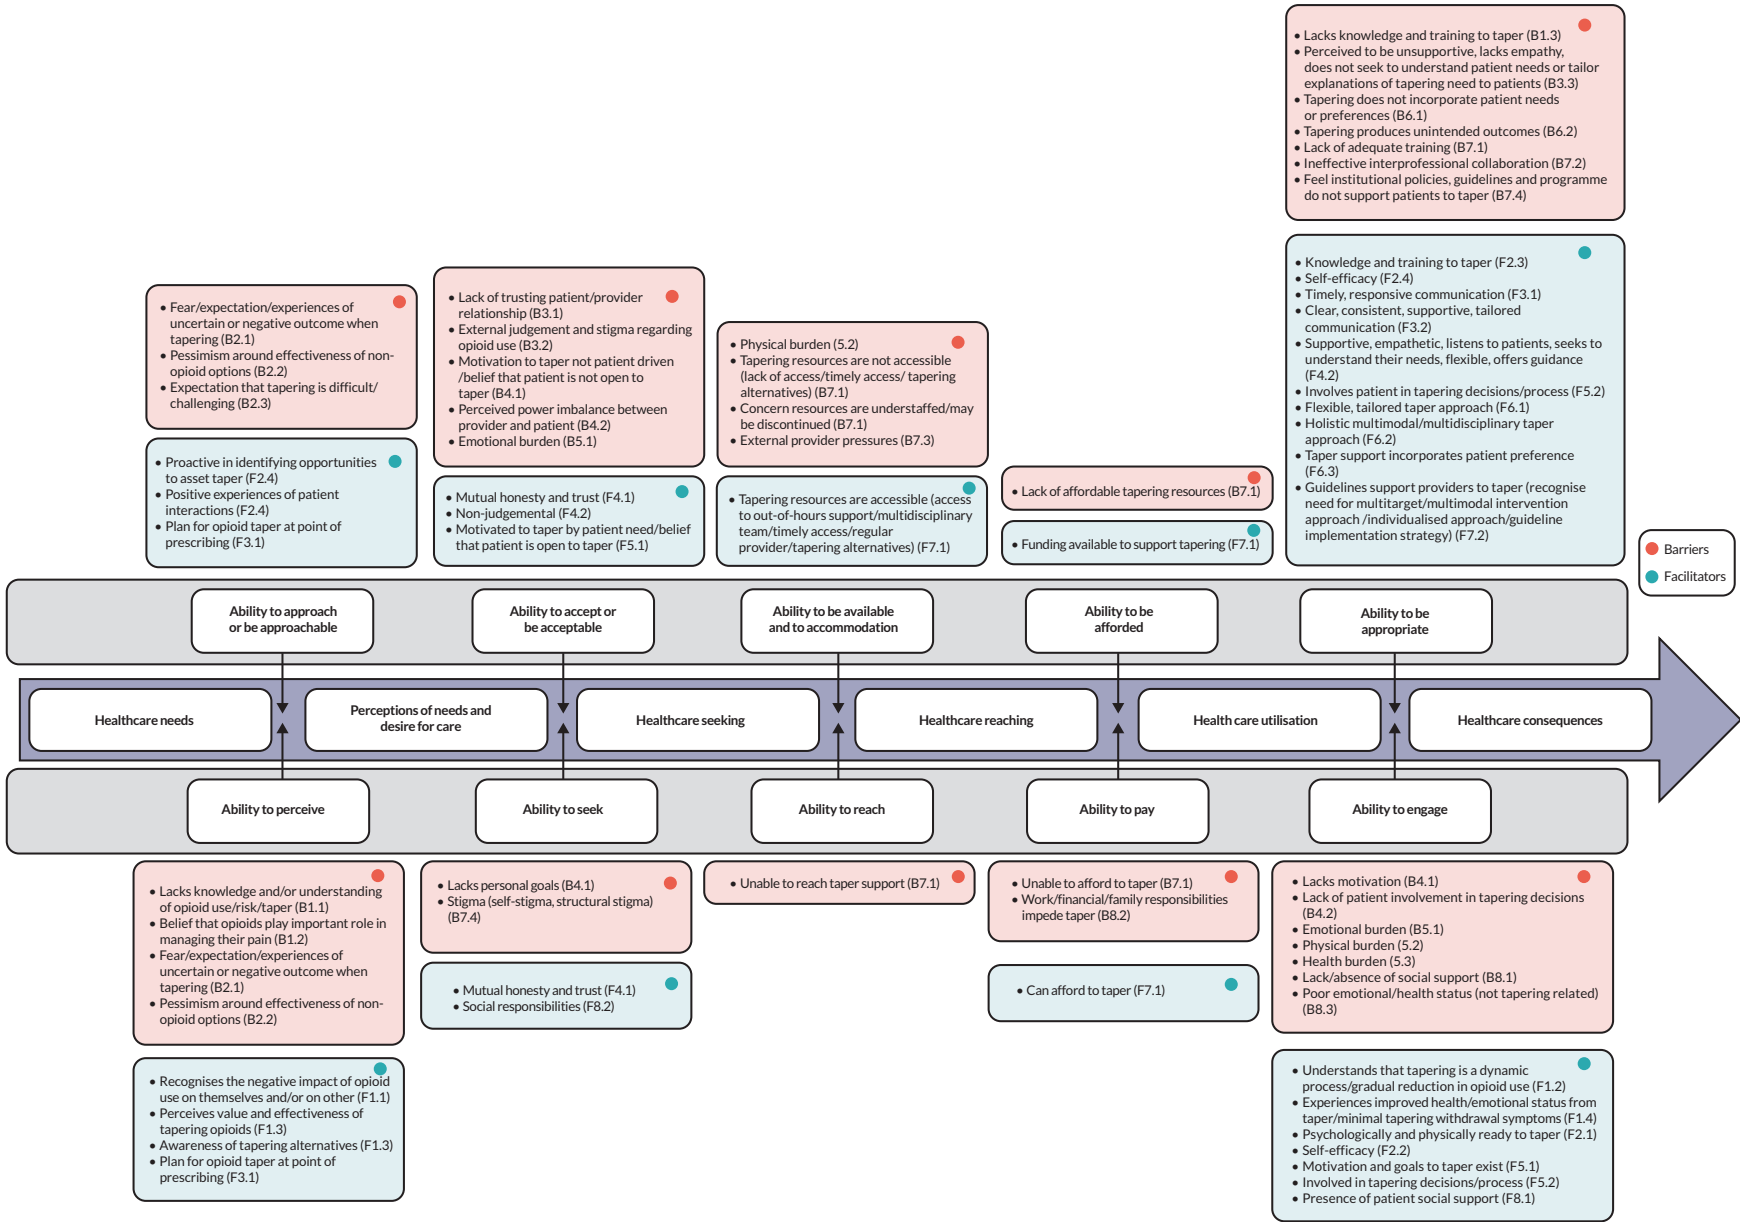 • Lacks knowledge and training to taper (B1.3)
• Perceived to be unsupportive, lacks empathy,
does not seek to understand patient needs or tailor
explanations of tapering need to patients (B3.3)
• Tapering does not incorporate patient needs
or preferences (B6.1)
• Tapering produces unintended outcomes (B6.2)
• Lack of adequate training (B7.1)
• Ineffective interprofessional collaboration (B7.2)
• Feel institutional policies, guidelines and programme
do not support patients to taper (B7.4)
• Fear/expectation/experiences of
uncertain or negative outcome when
tapering (B2.1)
• Pessimism around effectiveness of non-
opioid options (B2.2)
• Expectation that tapering is difficult/
challenging (B2.3)
• Proactive in identifying opportunities
to asset taper (F2.4)
• Positive experiences of patient
interactions (F2.4)
• Plan for opioid taper at point of
prescribing (F3.1)
• Lack of trusting patient/provider
relationship (B3.1)
• External judgement and stigma regarding
opioid use (B3.2)
• Motivation to taper not patient driven
/belief that patient is not open to
taper (B4.1)
• Perceived power imbalance between
provider and patient (B4.2)
• Emotional burden (B5.1)
• Mutual honesty and trust (F4.1)
• Non-judgemental (F4.2)
• Motivated to taper by patient need/belief
that patient is open to taper (F5.1)
• Physical burden (5.2)
• Tapering resources are not accessible
(lack of access/timely access/ tapering
alternatives) (B7.1)
• Concern resources are understaffed/may
be discontinued (B7.1)
• External provider pressures (B7.3)
• Tapering resources are accessible (access
to out-of-hours support/multidisciplinary
team/timely access/regular
provider/tapering alternatives) (F7.1)
• Lack of affordable tapering resources (B7.1)
• Funding available to support tapering (F7.1)
• Knowledge and training to taper (F2.3)
• Self-efficacy (F2.4)
• Timely, responsive communication (F3.1)
• Clear, consistent, supportive, tailored
communication (F3.2)
• Supportive, empathetic, listens to patients, seeks to
understand their needs, flexible, offers guidance
(F4.2)
• Involves patient in tapering decisions/process (F5.2)
• Flexible, tailored taper approach (F6.1)
• Holistic multimodal/multidisciplinary taper
approach (F6.2)
• Taper support incorporates patient preference
(F6.3)
• Guidelines support providers to taper (recognise
need for multitarget/multimodal intervention
approach /individualised approach/guideline
implementation strategy) (F7.2)
Barriers
Facilitators
Ability to approach
or be approachable
Ability to accept or
be acceptable
Ability to be available
and to accommodation
Ability to be
afforded
Ability to be
appropriate
Healthcare needs
Perceptions of needs and
desire for care
Healthcare seeking
Healthcare reaching
Health care utilisation
Healthcare consequences
Ability to perceive
Ability to seek
Ability to reach
Ability to pay
Ability to engage
• Lacks knowledge and/or understanding
of opioid use/risk/taper (B1.1)
• Belief that opioids play important role in
managing their pain (B1.2)
• Fear/expectation/experiences of
uncertain or negative outcome when
tapering (B2.1)
• Pessimism around effectiveness of non-
opioid options (B2.2)
• Recognises the negative impact of opioid
use on themselves and/or on other (F1.1)
• Perceives value and effectiveness of
tapering opioids (F1.3)
• Awareness of tapering alternatives (F1.3)
• Plan for opioid taper at point of
prescribing (F3.1)
• Lacks personal goals (B4.1)
• Stigma (self-stigma, structural stigma)
(B7.4)
• Mutual honesty and trust (F4.1)
• Social responsibilities (F8.2)
• Unable to reach taper support (B7.1)
• Unable to afford to taper (B7.1)
• Work/financial/family responsibilities
impede taper (B8.2)
• Can afford to taper (F7.1)
• Lacks motivation (B4.1)
• Lack of patient involvement in tapering decisions
(B4.2)
• Emotional burden (B5.1)
• Physical burden (5.2)
• Health burden (5.3)
• Lack/absence of social support (B8.1)
• Poor emotional/health status (not tapering related)
(B8.3)
• Understands that tapering is a dynamic
process/gradual reduction in opioid use (F1.2)
• Experiences improved health/emotional status from
taper/minimal tapering withdrawal symptoms (F1.4)
• Psychologically and physically ready to taper (F2.1)
• Self-efficacy (F2.2)
• Motivation and goals to taper exist (F5.1)
• Involved in tapering decisions/process (F5.2)
• Presence of patient social support (F8.1)